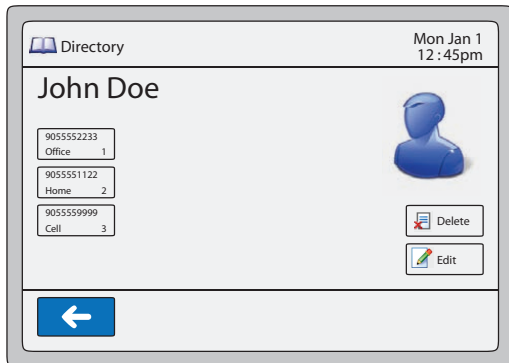 Directory
Mon Jan 1
12:45pm
John Doe
9055552233
Office 1
9055551122
Home 2
9055559999
Cell 3
Delete
Edit